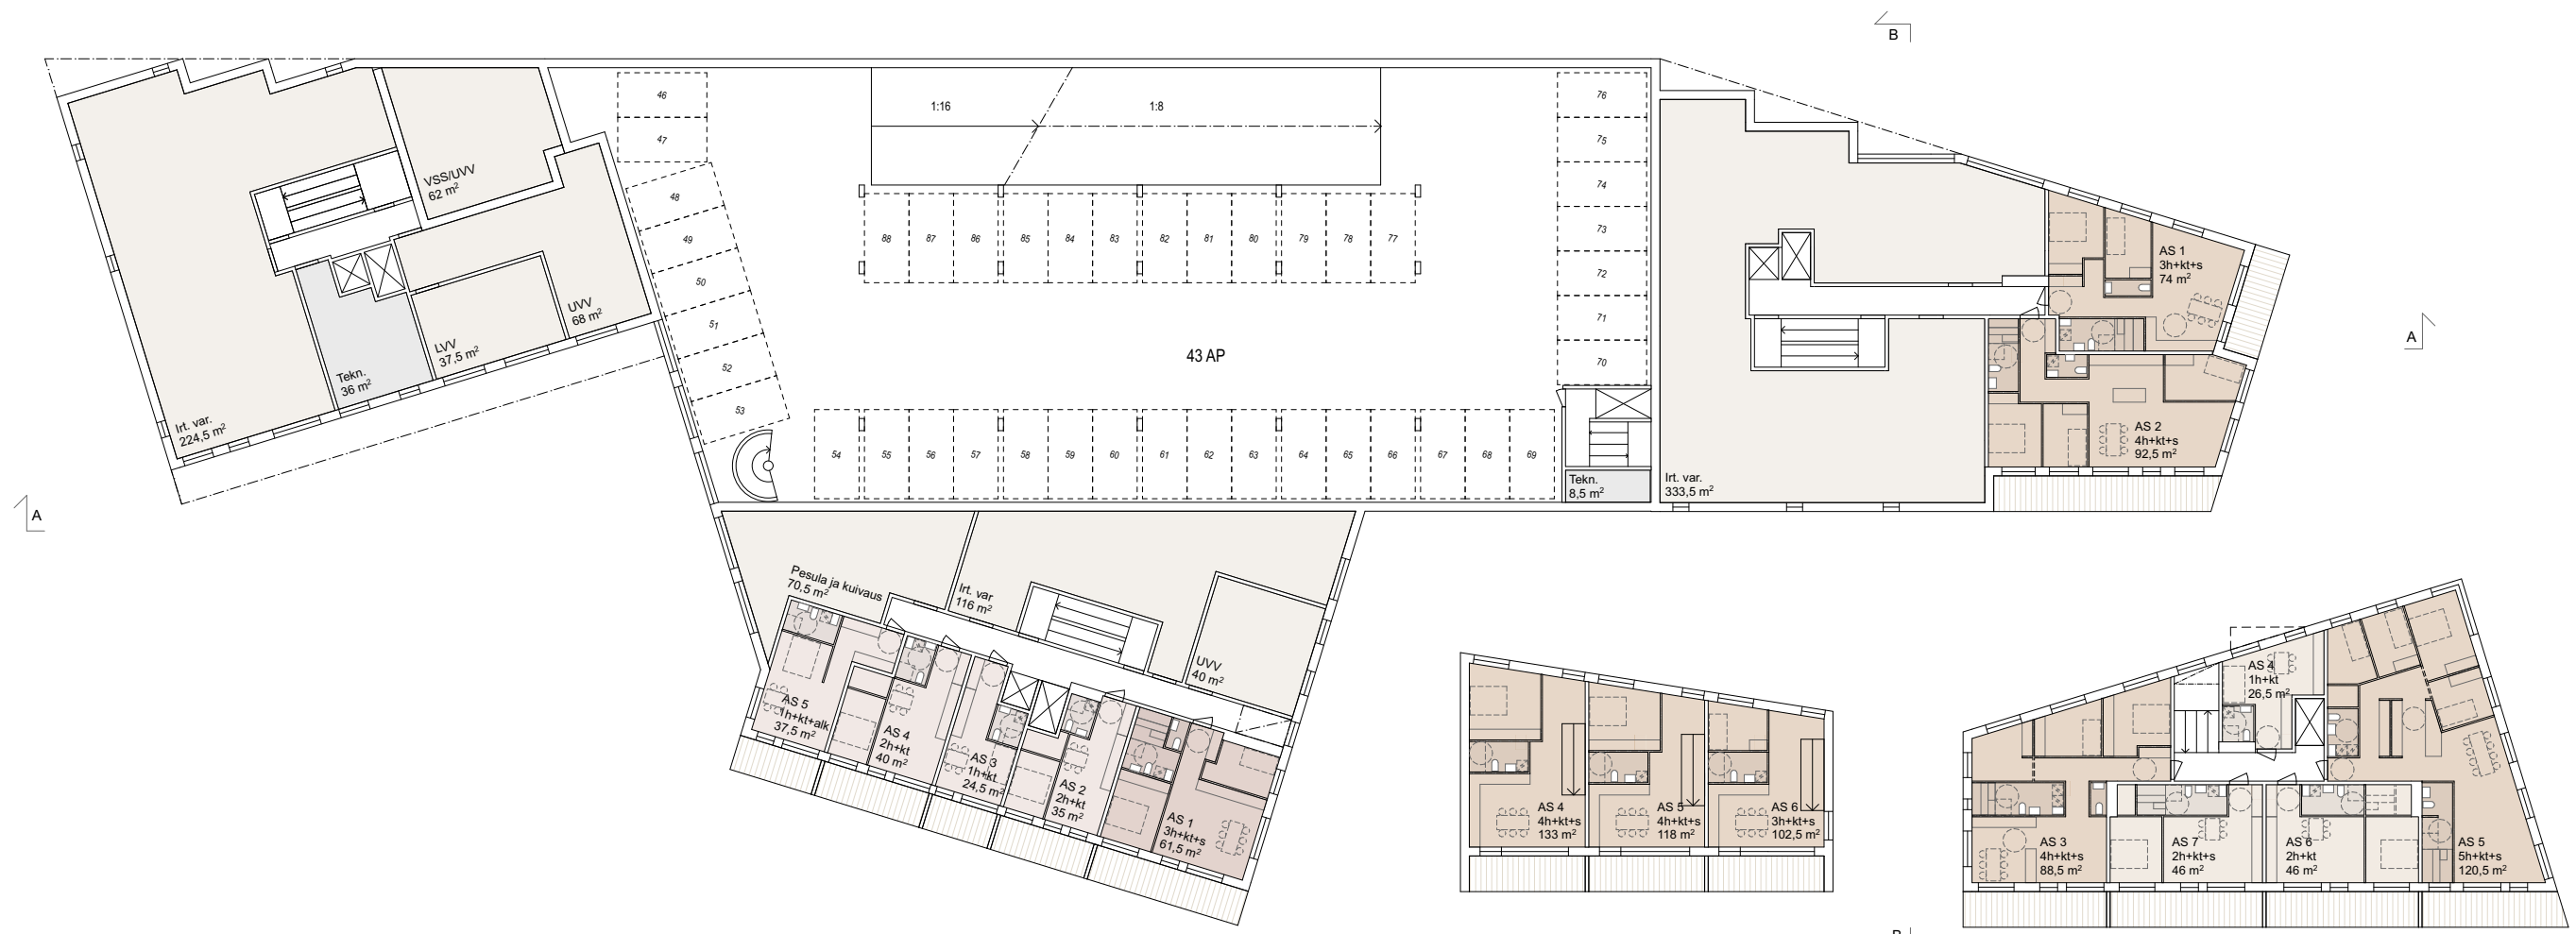 B
46
47
48
49
50
51
52
53
1:16
1:8
88
87
86
85
84
83
82
81
80
79
78
77
76
75
74
73
72
71
70
43 AP
54
55
56
57
58
59
60
61
62
63
64
65
66
67
68
69
VSS/UVV
62 m²
UVV
68 m²
LVV
37,5 m²
Tekn.
36 m²
Irt. var.
224,5 m²
Tekn.
8,5 m²
Irt. var.
333,5 m²
AS 1
3h+kt+s
74 m²
AS 2
4h+kt+s
92,5 m²
A
A
Pesula ja kuivaus
70,5 m²
Irt. var
116 m²
UVV
40 m²
AS 5
1h+kt+alk
37,5 m²
AS 4
2h+kt
40 m²
AS 3
1h+kt
24,5 m²
AS 2
2h+kt
35 m²
AS 1
3h+kt+s
61,5 m²
AS 4
4h+kt+s
133 m²
AS 5
4h+kt+s
118 m²
AS 6
3h+kt+s
102,5 m²
AS 4
1h+kt
26,5 m²
AS 3
4h+kt+s
88,5 m²
AS 7
2h+kt+s
46 m²
AS 6
2h+kt
46 m²
AS 5
5h+kt+s
120,5 m²